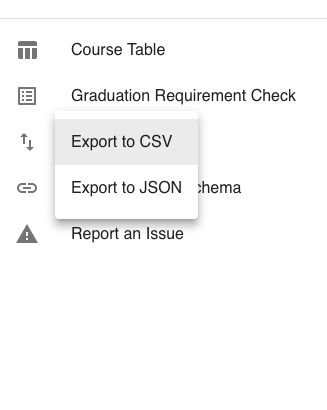 Course Table
Graduation Requirement Check
Export to CSV
Export to JSON
Report an Issue